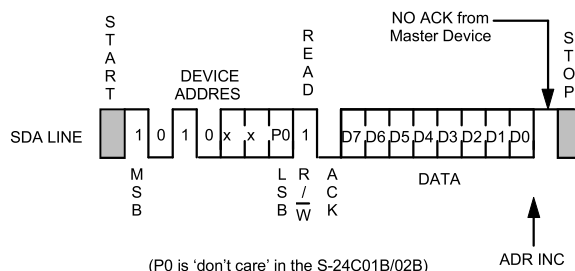 NO ACK from
Master Device
START
READ
STOP
DEVICE
ADDRES
SDA LINE
1 0 1 0 x x P0 1 D7 D6 D5 D4 D3 D2 D1 D0
MSB
LSB
R/W
ACK
DATA
ADR INC
(P0 is ‘don’t care’ in the S-24C01B/02B)